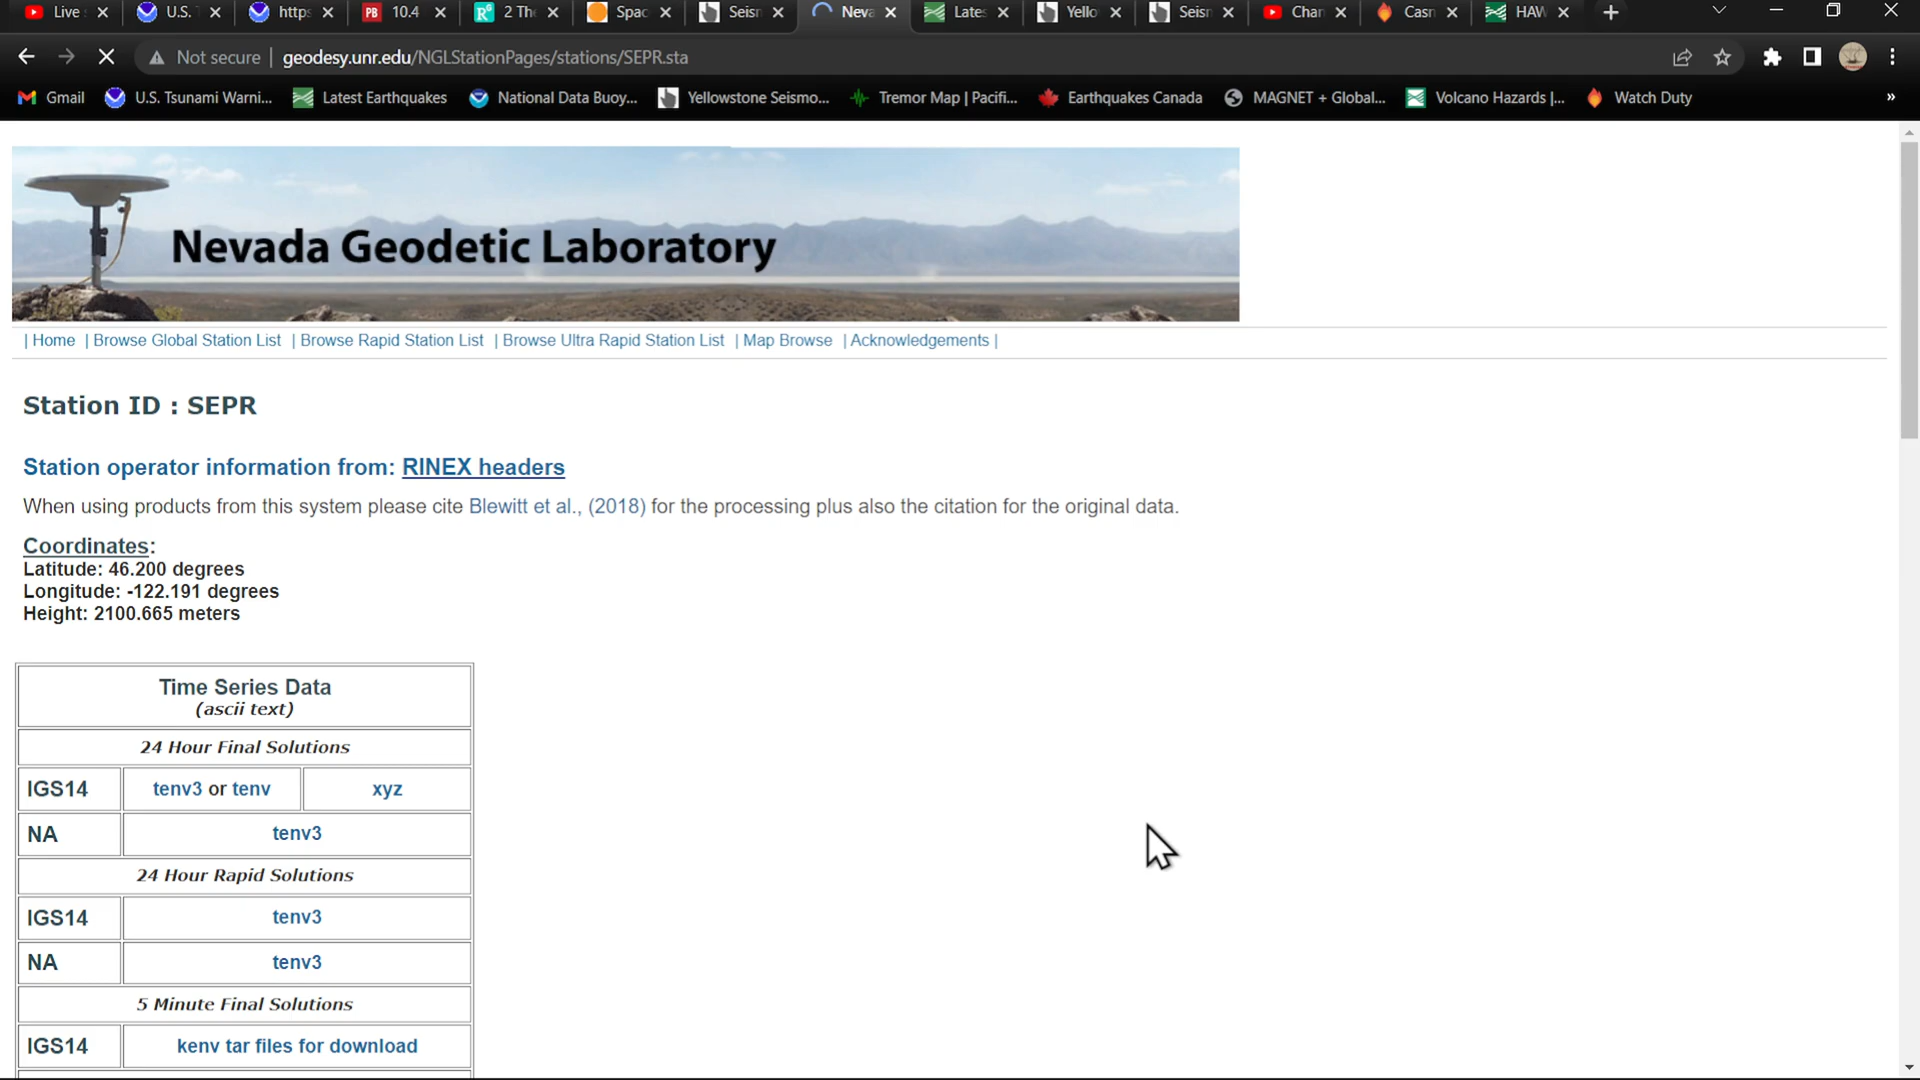 Live
U.S.
https
10.4
2 The
Spac
Seism
Neva
Lates
Yello
Seism
Chan
Casm
HAW
Not secure
geodesy.unr.edu/NGLStationPages/stations/SEPR.sta
Gmail
U.S. Tsunami Warni...
Latest Earthquakes
National Data Buoy...
Yellowstone Seismo...
Tremor Map | Pacifi...
Earthquakes Canada
MAGNET + Global...
Volcano Hazards |...
Watch Duty
»
Nevada Geodetic Laboratory
| Home | Browse Global Station List | Browse Rapid Station List | Browse Ultra Rapid Station List | Map Browse | Acknowledgements |
Station ID : SEPR
Station operator information from: RINEX headers
When using products from this system please cite Blewitt et al., (2018) for the processing plus also the citation for the original data.
Coordinates:
Latitude: 46.200 degrees
Longitude: -122.191 degrees
Height: 2100.665 meters
Time Series Data
(ascii text)
24 Hour Final Solutions
IGS14 tenv3 or tenv xyz
NA tenv3
24 Hour Rapid Solutions
IGS14 tenv3
NA tenv3
5 Minute Final Solutions
IGS14 kenv tar files for download